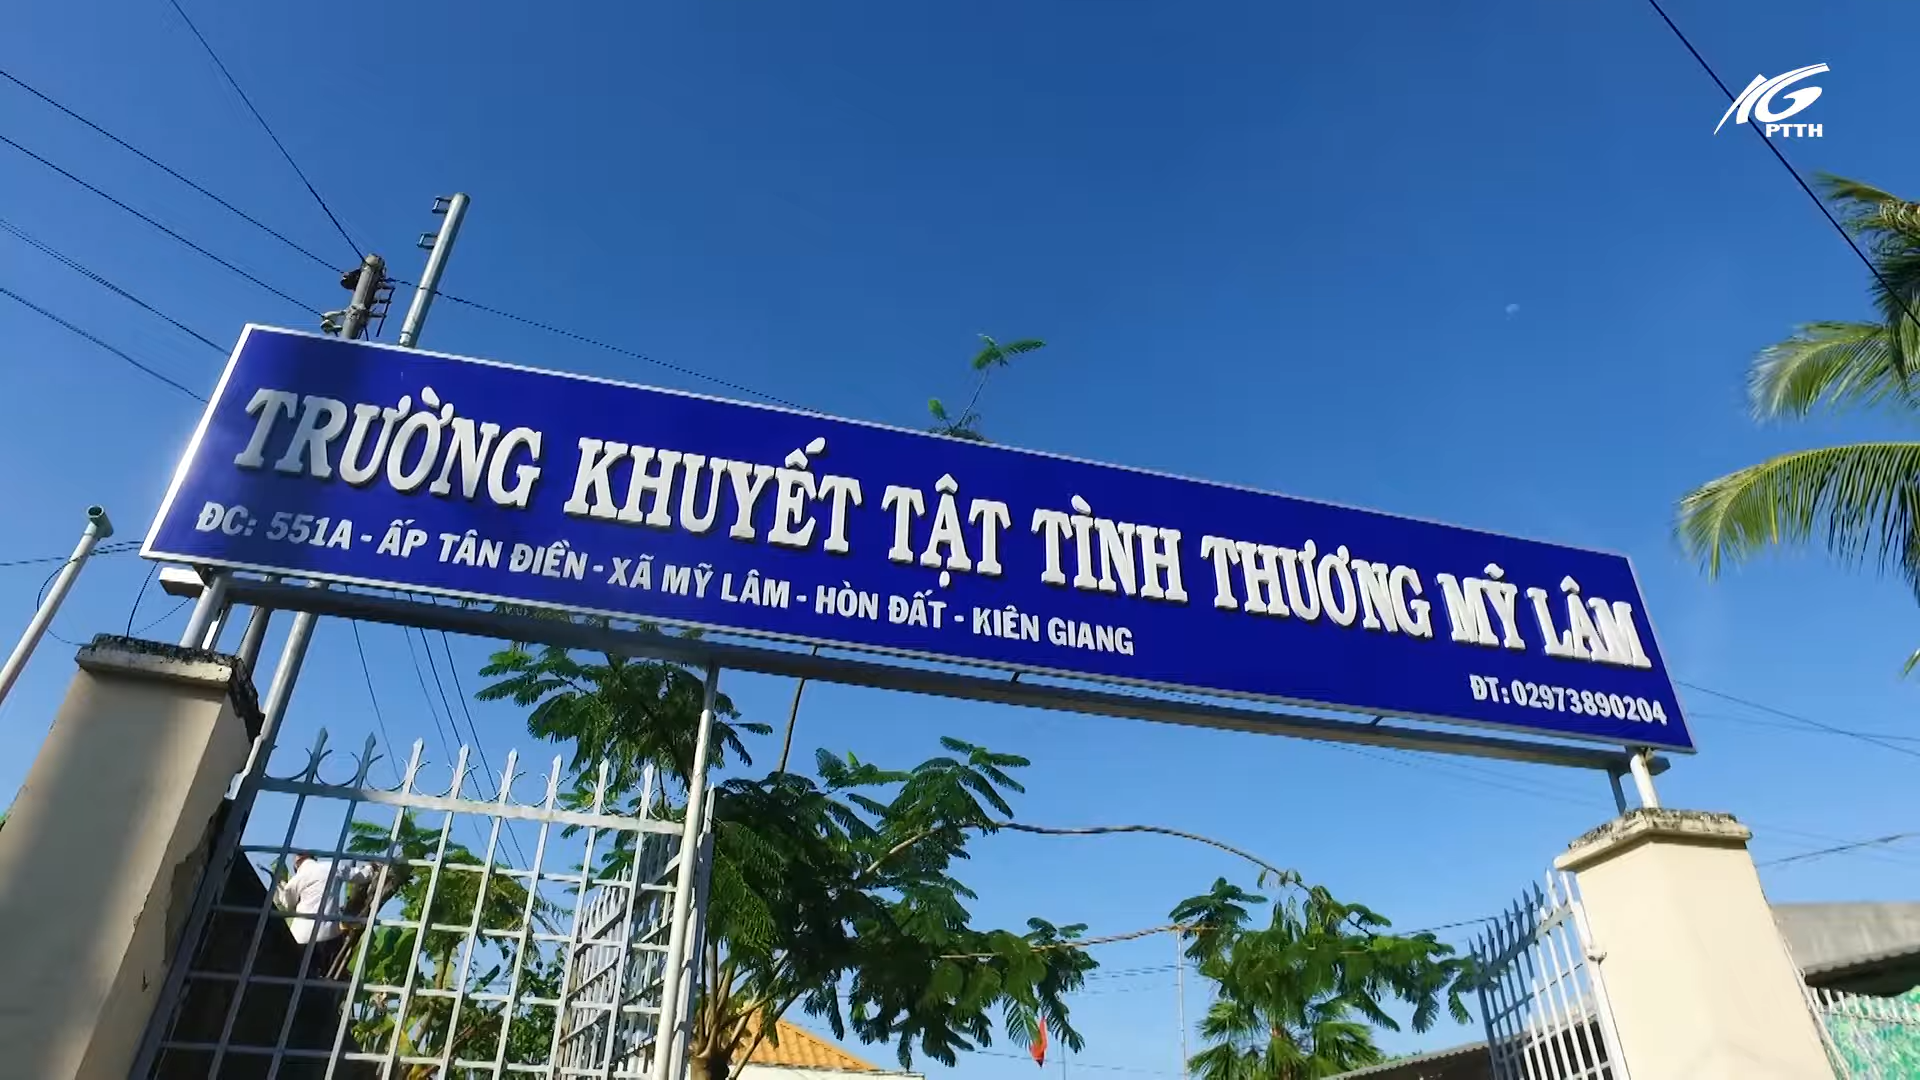 TRƯỜNG KHUYẾT TẬT TÌNH THƯƠNG MỸ LÂM
ĐC: 551A - ẤP TÂN ĐIỀN - XÃ MỸ LÂM - HÒN ĐẤT - KIÊN GIANG
ĐT: 02973890204
KG
PTTH